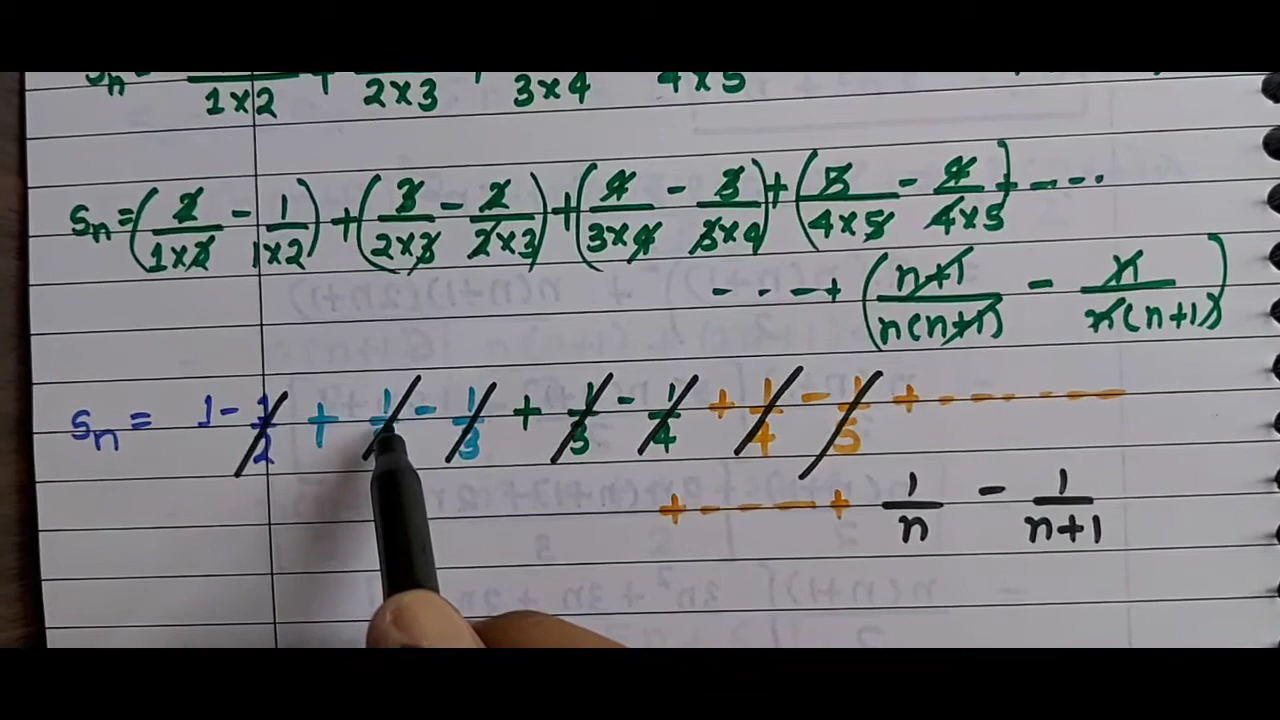 Sn = 1×2 + 2×3 + 3×4 4×5
Sn = (2/1×2 - 1/1×2) + (3/2×3 - 2/2×3) + (4/3×4 - 3/3×4) + (5/4×5 - 4/4×5) + - - - -
- - - - + (n+1/n(n+1) - n/n(n+1))
Sn = 1 - 1/2 + 1/2 - 1/3 + 1/3 - 1/4 + 1/4 - 1/5 + - - - - - - -
+ - - - - - + 1/n - 1/n+1